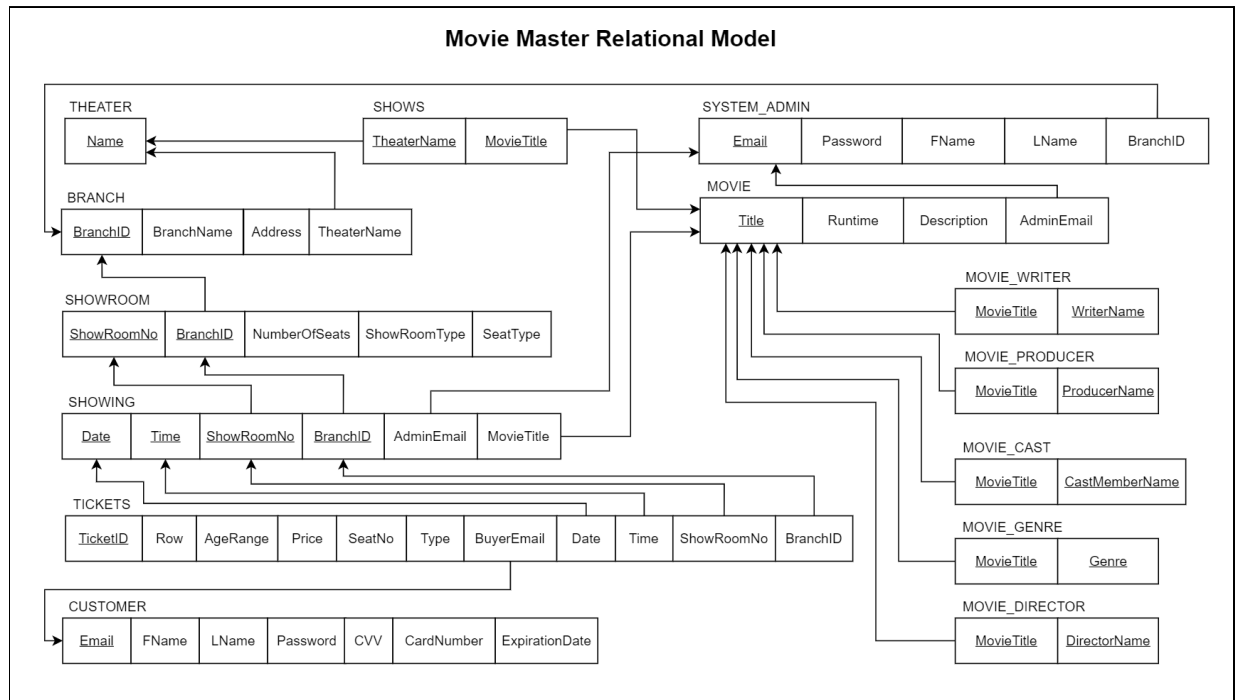 Movie Master Relational Model
THEATER
Name
SHOWS
TheaterName MovieTitle
SYSTEM_ADMIN
Email Password FName LName BranchID
BRANCH
BranchID BranchName Address TheaterName
MOVIE
Title Runtime Description AdminEmail
SHOWROOM
ShowRoomNo BranchID NumberOfSeats ShowRoomType SeatType
MOVIE_WRITER
MovieTitle WriterName
MOVIE_PRODUCER
MovieTitle ProducerName
SHOWING
Date Time ShowRoomNo BranchID AdminEmail MovieTitle
MOVIE_CAST
MovieTitle CastMemberName
TICKETS
TicketID Row AgeRange Price SeatNo Type BuyerEmail Date Time ShowRoomNo BranchID
MOVIE_GENRE
MovieTitle Genre
CUSTOMER
Email FName LName Password CVV CardNumber ExpirationDate
MOVIE_DIRECTOR
MovieTitle DirectorName